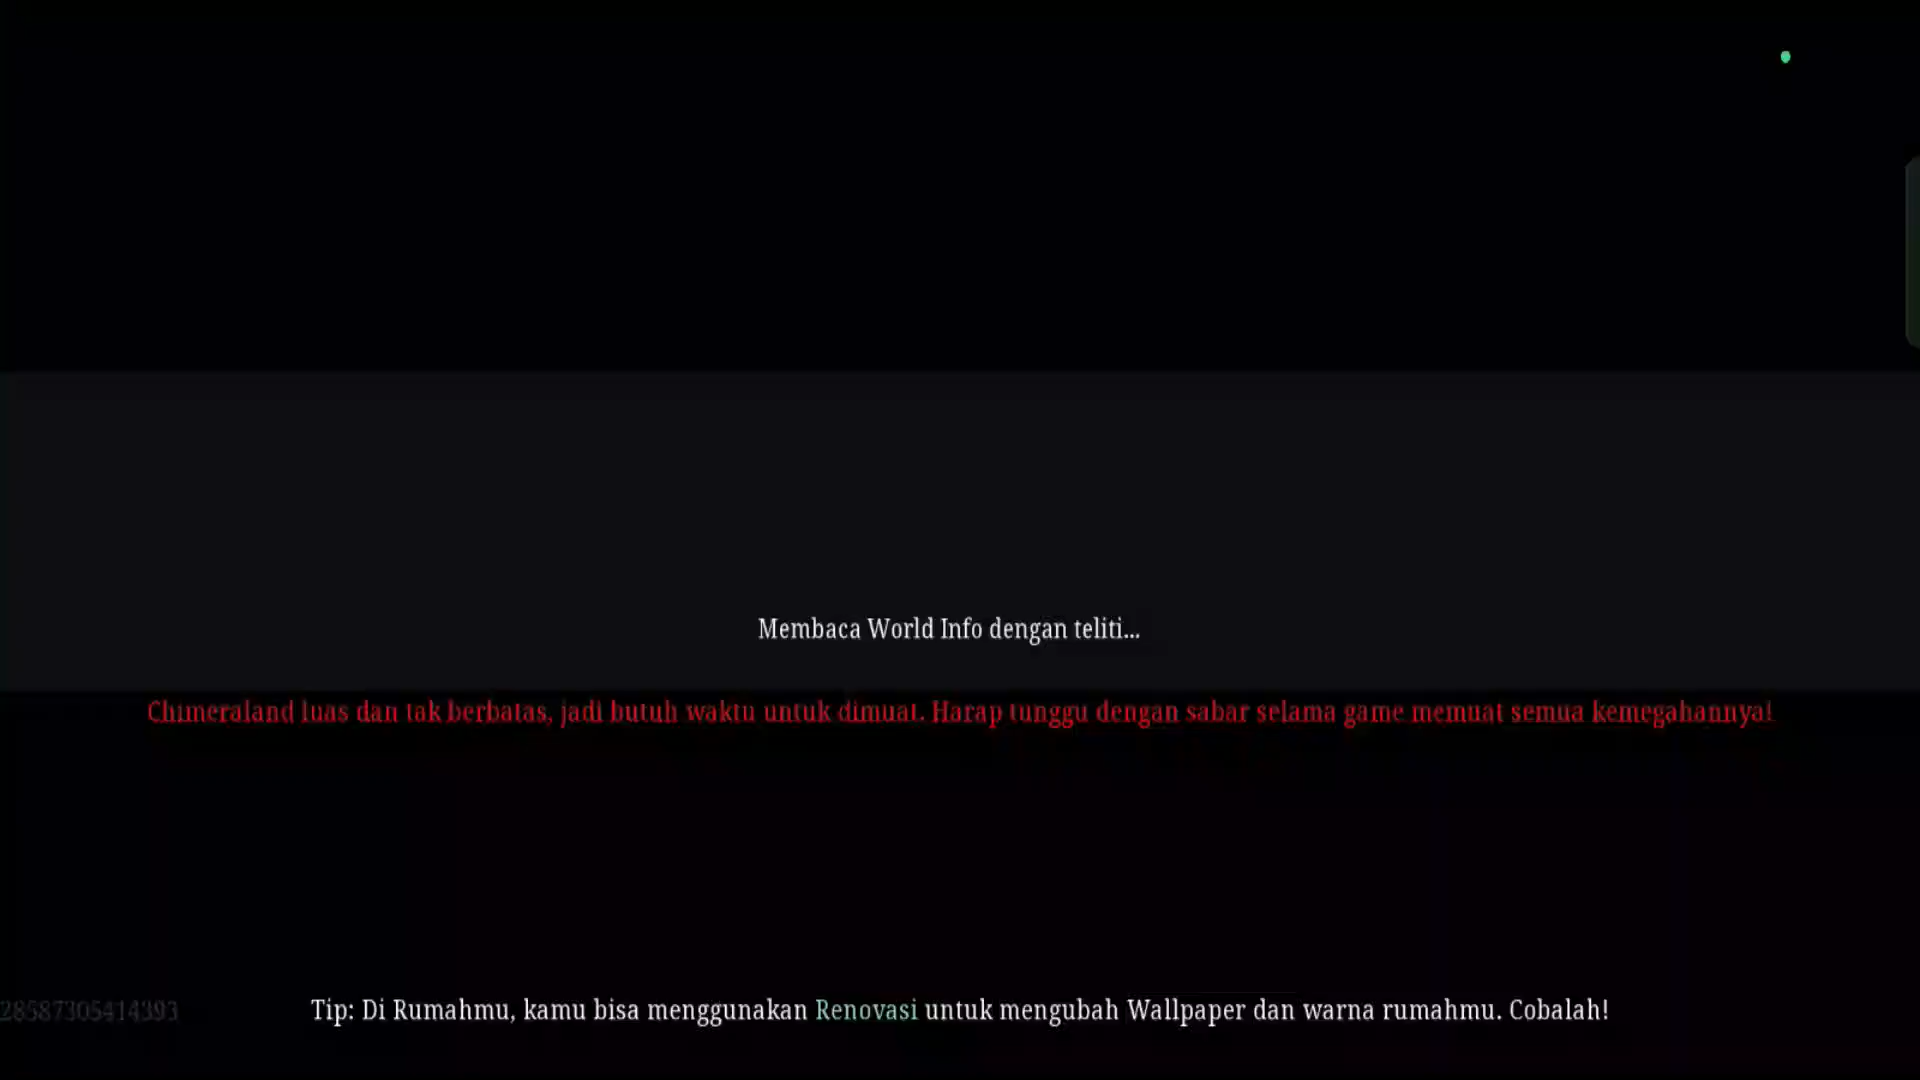 Membaca World Info dengan teliti...
Chimeraland luas dan tak berbatas, jadi butuh waktu untuk dimuat. Harap tunggu dengan sabar selama game memuat semua kemegahannya!
28587305414393
Tip: Di Rumahmu, kamu bisa menggunakan Renovasi untuk mengubah Wallpaper dan warna rumahmu. Cobalah!